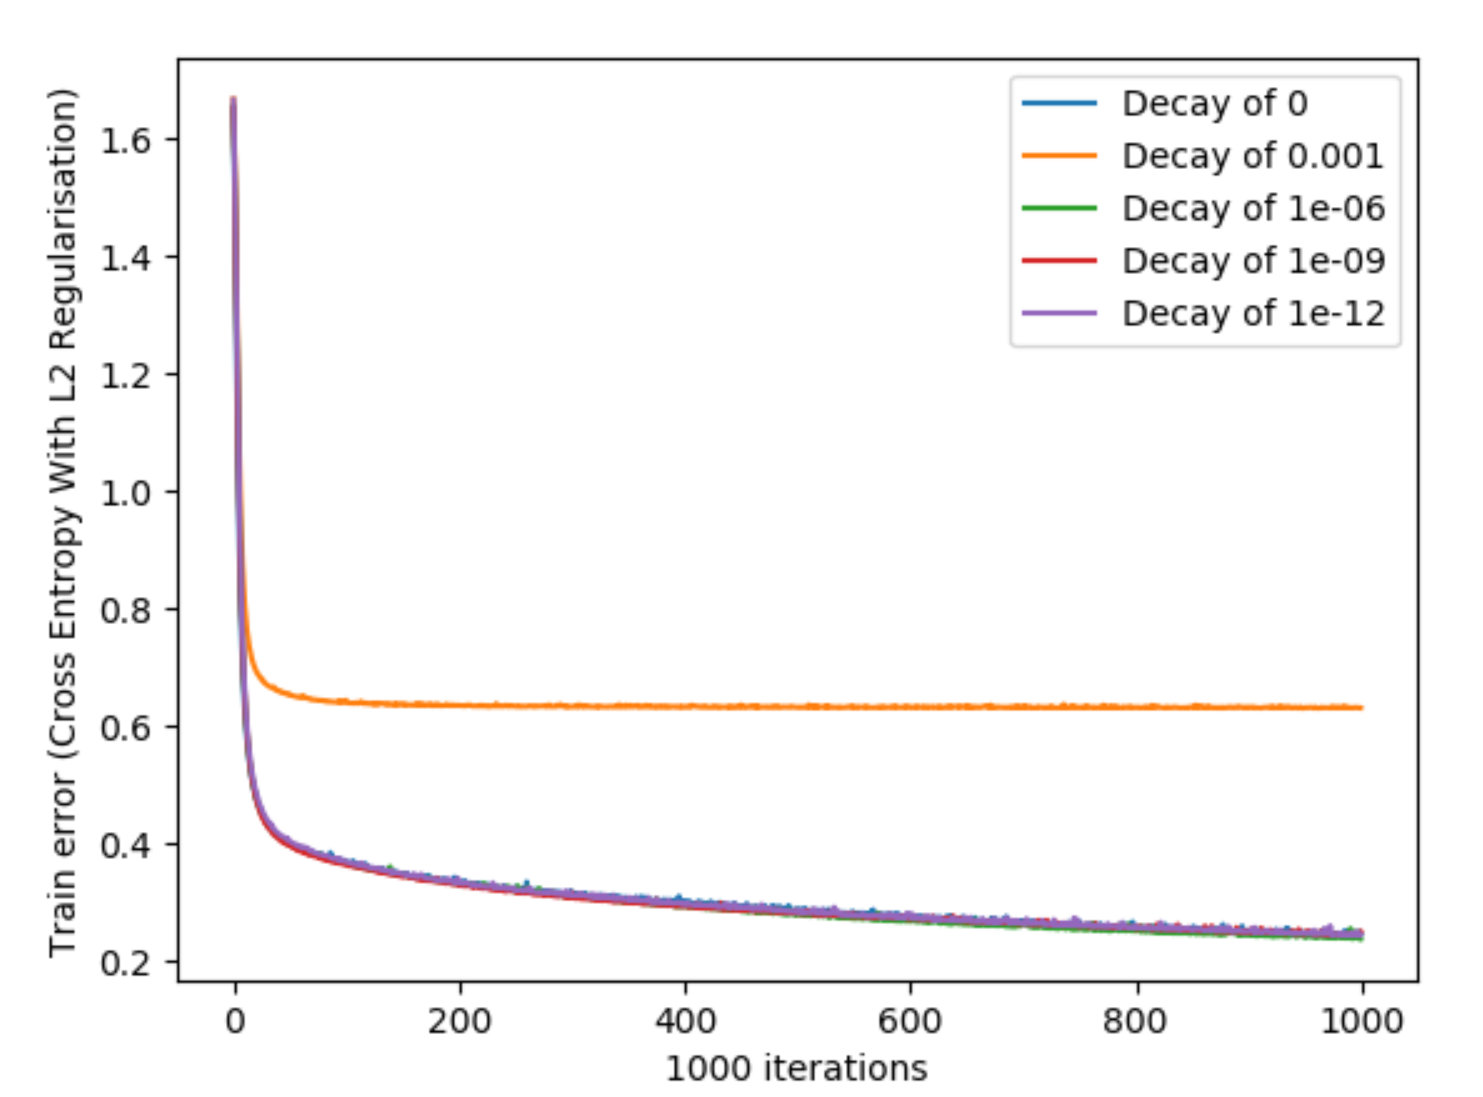 Train error (Cross Entropy With L2 Regularisation)
1.6
1.4
1.2
1.0
0.8
0.6
0.4
0.2
Decay of 0
Decay of 0.001
Decay of 1e-06
Decay of 1e-09
Decay of 1e-12
0 200 400 600 800 1000
1000 iterations